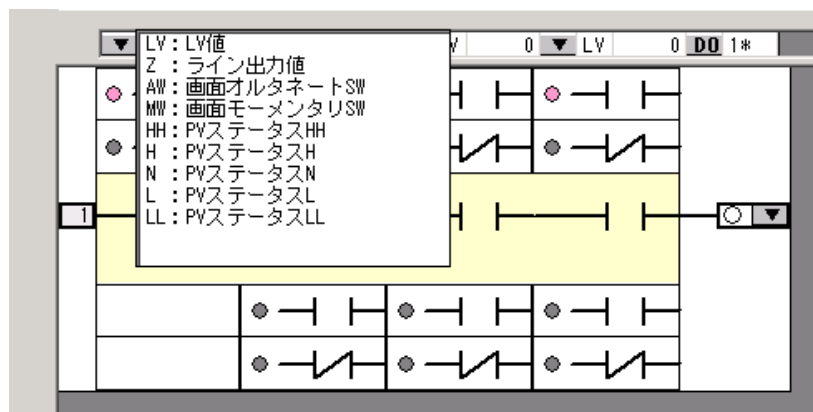 LV：LV値
Z ：ライン出力値
AW：画面オルタネートSW
MW：画面モーメンタリSW
HH：PVステータスHH
H ：PVステータスH
N ：PVステータスN
L ：PVステータスL
LL：PVステータスLL
0 ▼ LV 0 DO 1*
1